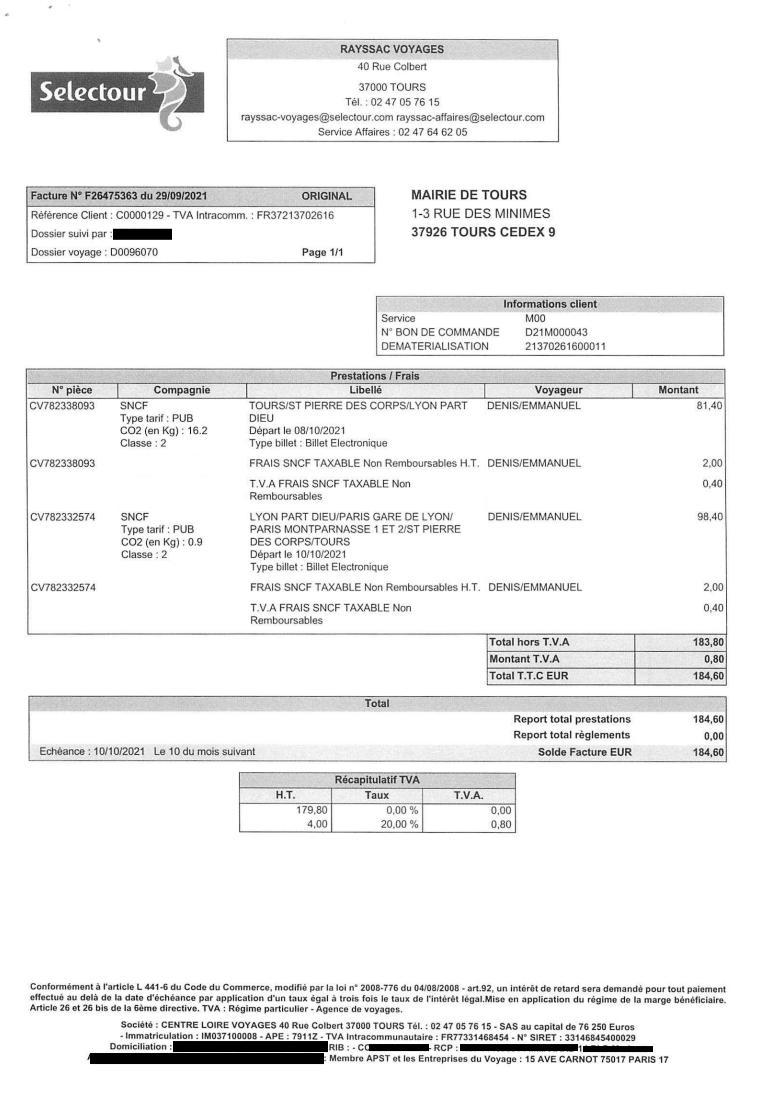 Selectour
RAYSSAC VOYAGES
40 Rue Colbert
37000 TOURS
Tél. : 02 47 05 76 15
rayssac-voyages@selectour.com rayssac-affaires@selectour.com
Service Affaires : 02 47 64 62 05
Facture N° F26475363 du 29/09/2021 ORIGINAL
Référence Client : C0000129 - TVA Intracomm. : FR37213702616
Dossier suivi par :
Dossier voyage : D0096070 Page 1/1
MAIRIE DE TOURS
1-3 RUE DES MINIMES
37926 TOURS CEDEX 9
Informations client
Service M00
N° BON DE COMMANDE D21M000043
DEMATERIALISATION 21370261600011
Prestations / Frais
N° pièce Compagnie Libellé Voyageur Montant
CV782338093 SNCF TOURS/ST PIERRE DES CORPS/LYON PART DENIS/EMMANUEL 81,40
Type tarif : PUB DIEU
CO2 (en Kg) : 16.2 Départ le 08/10/2021
Classe : 2 Type billet : Billet Electronique
CV782338093 FRAIS SNCF TAXABLE Non Remboursables H.T. DENIS/EMMANUEL 2,00
T.V.A FRAIS SNCF TAXABLE Non 0,40
Remboursables
CV782332574 SNCF LYON PART DIEU/PARIS GARE DE LYON/ DENIS/EMMANUEL 98,40
Type tarif : PUB PARIS MONTPARNASSE 1 ET 2/ST PIERRE
CO2 (en Kg) : 0.9 DES CORPS/TOURS
Classe : 2 Départ le 10/10/2021
Type billet : Billet Electronique
CV782332574 FRAIS SNCF TAXABLE Non Remboursables H.T. DENIS/EMMANUEL 2,00
T.V.A FRAIS SNCF TAXABLE Non 0,40
Remboursables
Total hors T.V.A 183,80
Montant T.V.A 0,80
Total T.T.C EUR 184,60
Total
Report total prestations 184,60
Report total règlements 0,00
Echéance : 10/10/2021 Le 10 du mois suivant Solde Facture EUR 184,60
Récapitulatif TVA
H.T. Taux T.V.A.
179,80 0,00 % 0,00
4,00 20,00 % 0,80
Conformément à l'article L 441-6 du Code du Commerce, modifié par la loi n° 2008-776 du 04/08/2008 - art.92, un intérêt de retard sera demandé pour tout paiement
effectué au delà de la date d'échéance par application d'un taux égal à trois fois le taux de l'intérêt légal.Mise en application du régime de la marge bénéficiaire.
Article 26 et 26 bis de la 6ème directive. TVA : Régime particulier - Agence de voyages.
Société : CENTRE LOIRE VOYAGES 40 Rue Colbert 37000 TOURS Tél. : 02 47 05 76 15 - SAS au capital de 76 250 Euros
- Immatriculation : IM037100008 - APE : 7911Z - TVA Intracommunautaire : FR77331468454 - N° SIRET : 33146845400029
Domiciliation : RIB : - CC - RCP :
: Membre APST et les Entreprises du Voyage : 15 AVE CARNOT 75017 PARIS 17